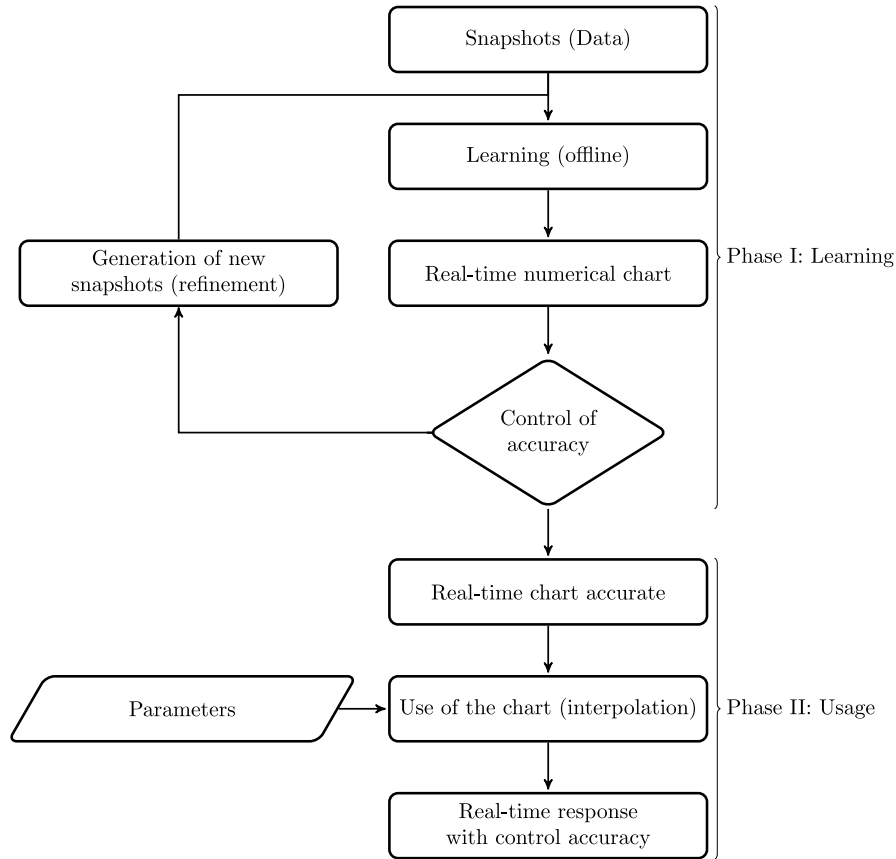 Snapshots (Data)
Learning (offline)
Generation of new
snapshots (refinement)
Real-time numerical chart
Phase I: Learning
Control of
accuracy
Real-time chart accurate
Parameters
Use of the chart (interpolation)
Phase II: Usage
Real-time response
with control accuracy